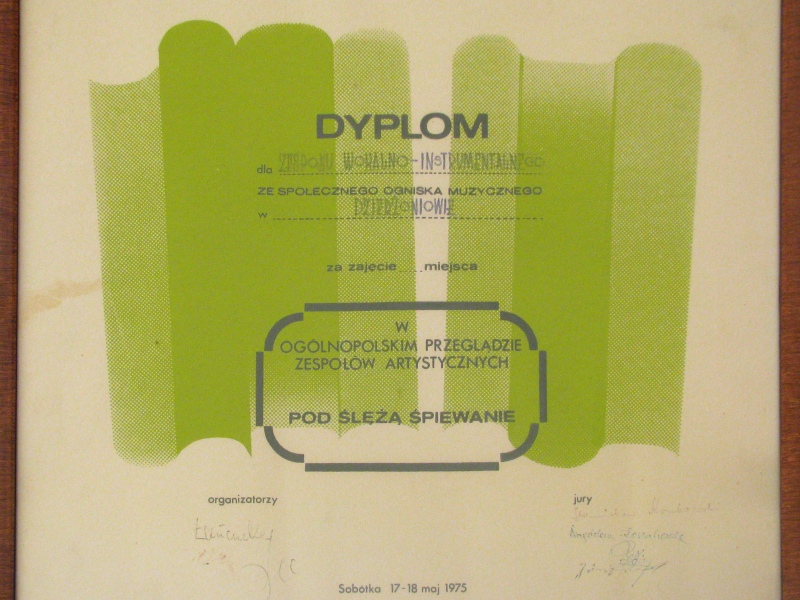 DYPLOM
dla ZESPOŁU WOKALNO-INSTRUMENTALNEGO
ZE SPOŁECZNEGO OGNISKA MUZYCZNEGO
w DZIERŻONIOWIE
za zajęcie .... miejsca
W
OGÓLNOPOLSKIM PRZEGLĄDZIE
ZESPOŁÓW ARTYSTYCZNYCH
POD ŚLĘŻĄ ŚPIEWANIE
organizatorzy
jury
Sobótka 17-18 maj 1975